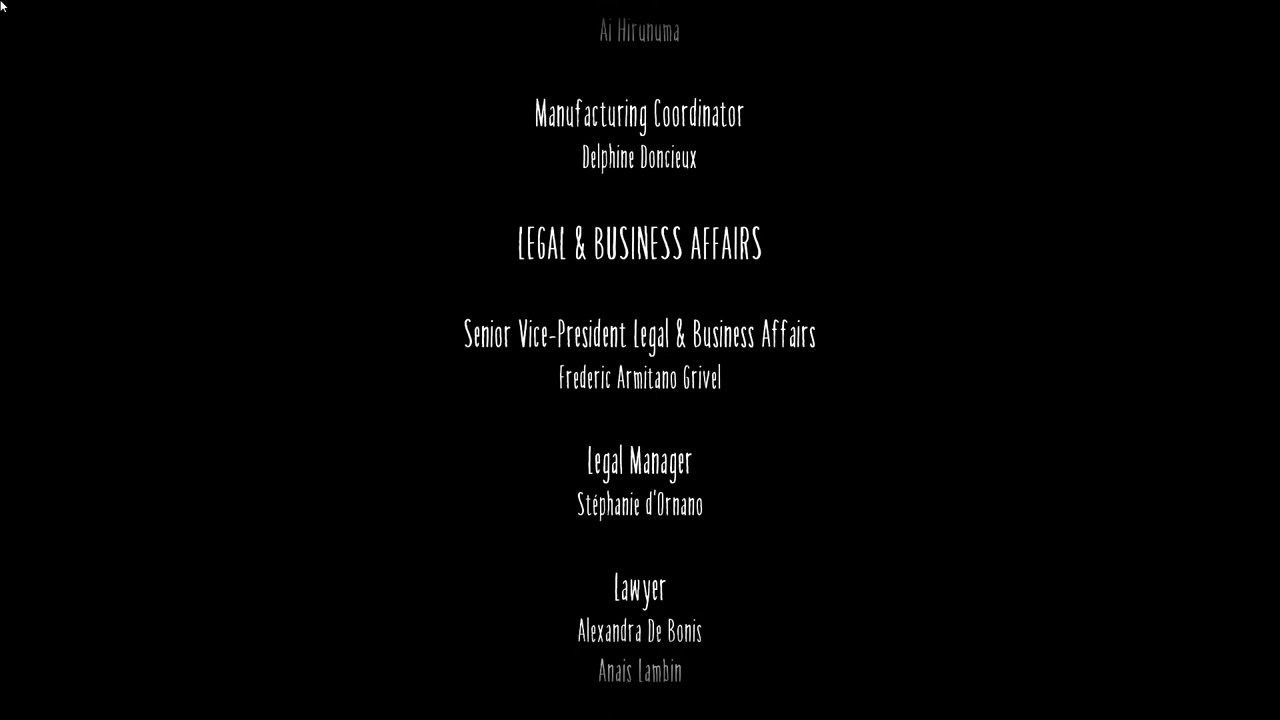 Ai Hirunuma
Manufacturing Coordinator
Delphine Doncieux
LEGAL & BUSINESS AFFAIRS
Senior Vice-President Legal & Business Affairs
Frederic Armitano Grivel
Legal Manager
Stéphanie d'Ornano
Lawyer
Alexandra De Bonis
Anais Lambin